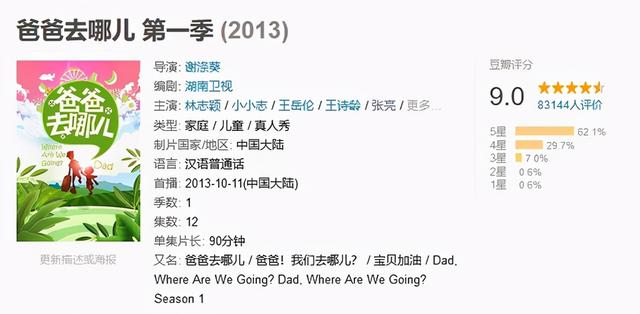 爸爸去哪儿 第一季 (2013)
爸爸
去哪儿
Where
Are We
Going?
Dad
更新描述或海报
导演: 谢涤葵
编剧: 湖南卫视
主演: 林志颖 / 小小志 / 王岳伦 / 王诗龄 / 张亮 / 更多...
类型: 家庭 / 儿童 / 真人秀
制片国家/地区: 中国大陆
语言: 汉语普通话
首播: 2013-10-11(中国大陆)
季数: 1
集数: 12
单集片长: 90分钟
又名: 爸爸去哪儿 / 爸爸！我们去哪儿？ / 宝贝加油 / Dad,
Where Are We Going? Dad, Where Are We Going?
Season 1
豆瓣评分
9.0
83144人评价
5星 62.1%
4星 29.7%
3星 7.0%
2星 0.6%
1星 0.6%